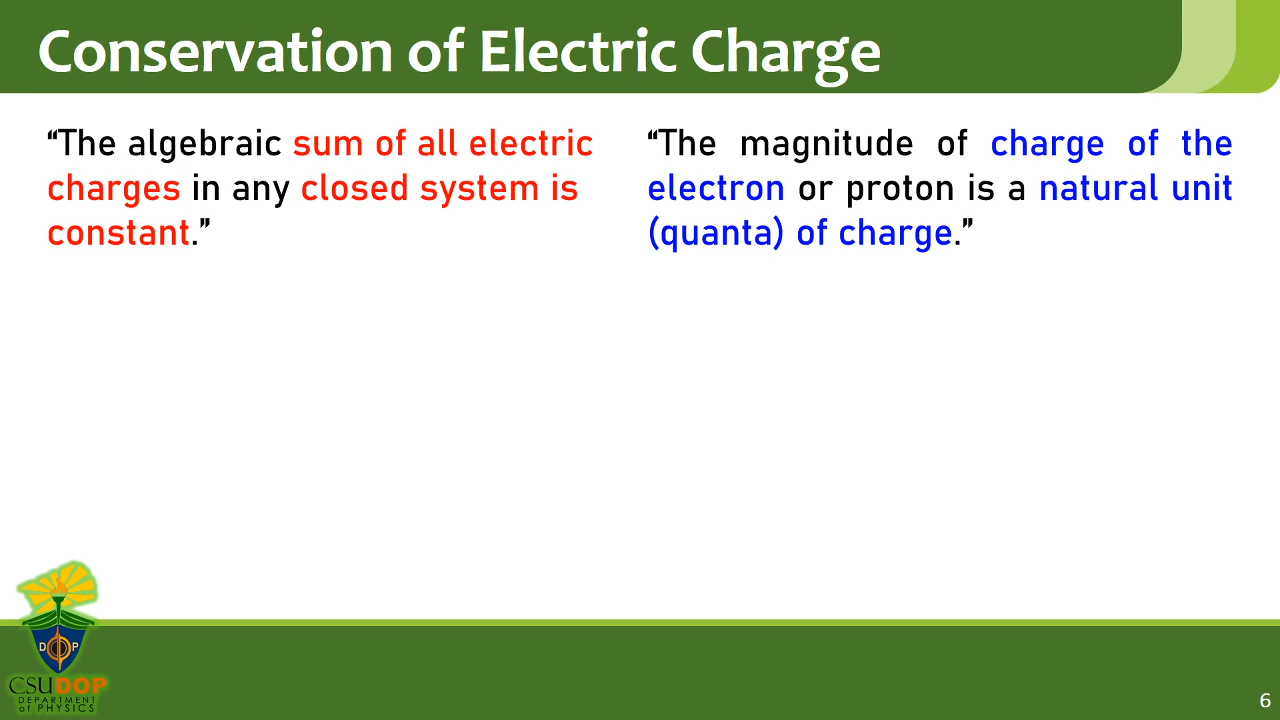 Conservation of Electric Charge
“The algebraic sum of all electric
charges in any closed system is
constant.”
“The magnitude of charge of the
electron or proton is a natural unit
(quanta) of charge.”
D P
CSUDOP
DEPARTMENT
of PHYSICS
6